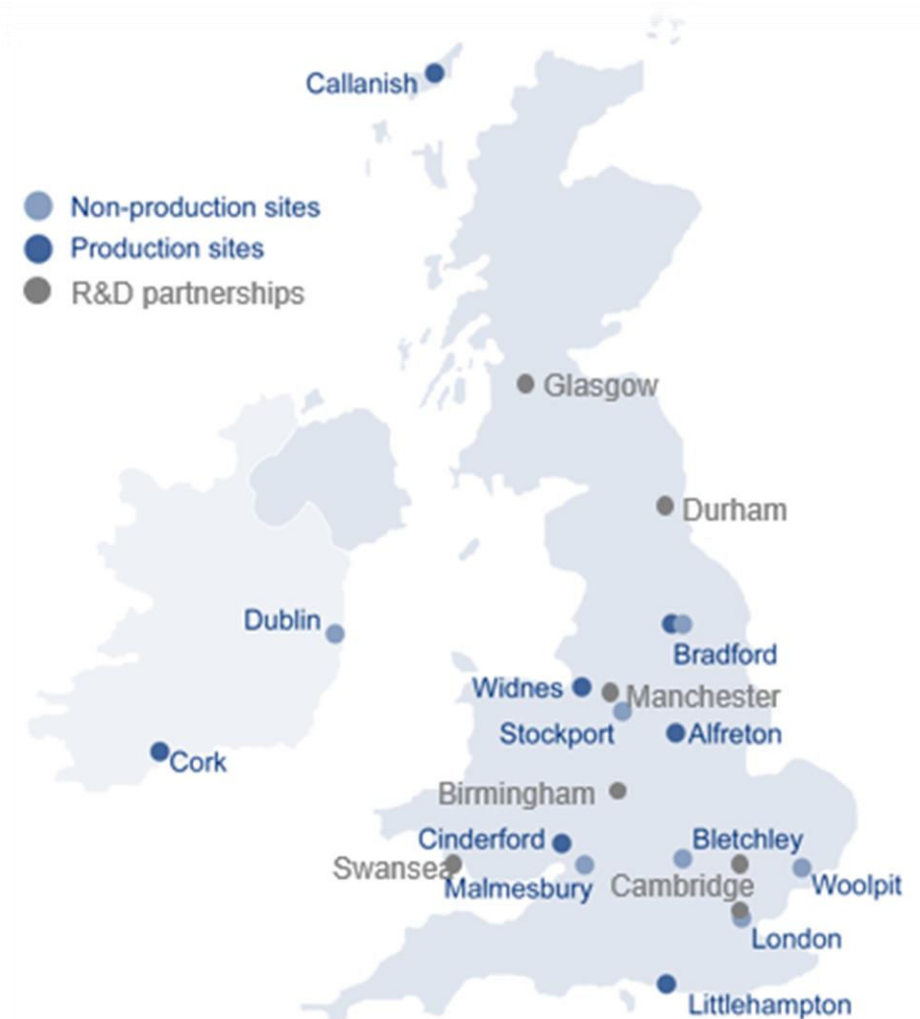 Callanish
Non-production sites
Production sites
R&D partnerships
Glasgow
Durham
Dublin
Bradford
Widnes
Manchester
Stockport
Alfreton
Cork
Birmingham
Cinderford
Bletchley
Swansea
Malmesbury
Cambridge
Woolpit
London
Littlehampton